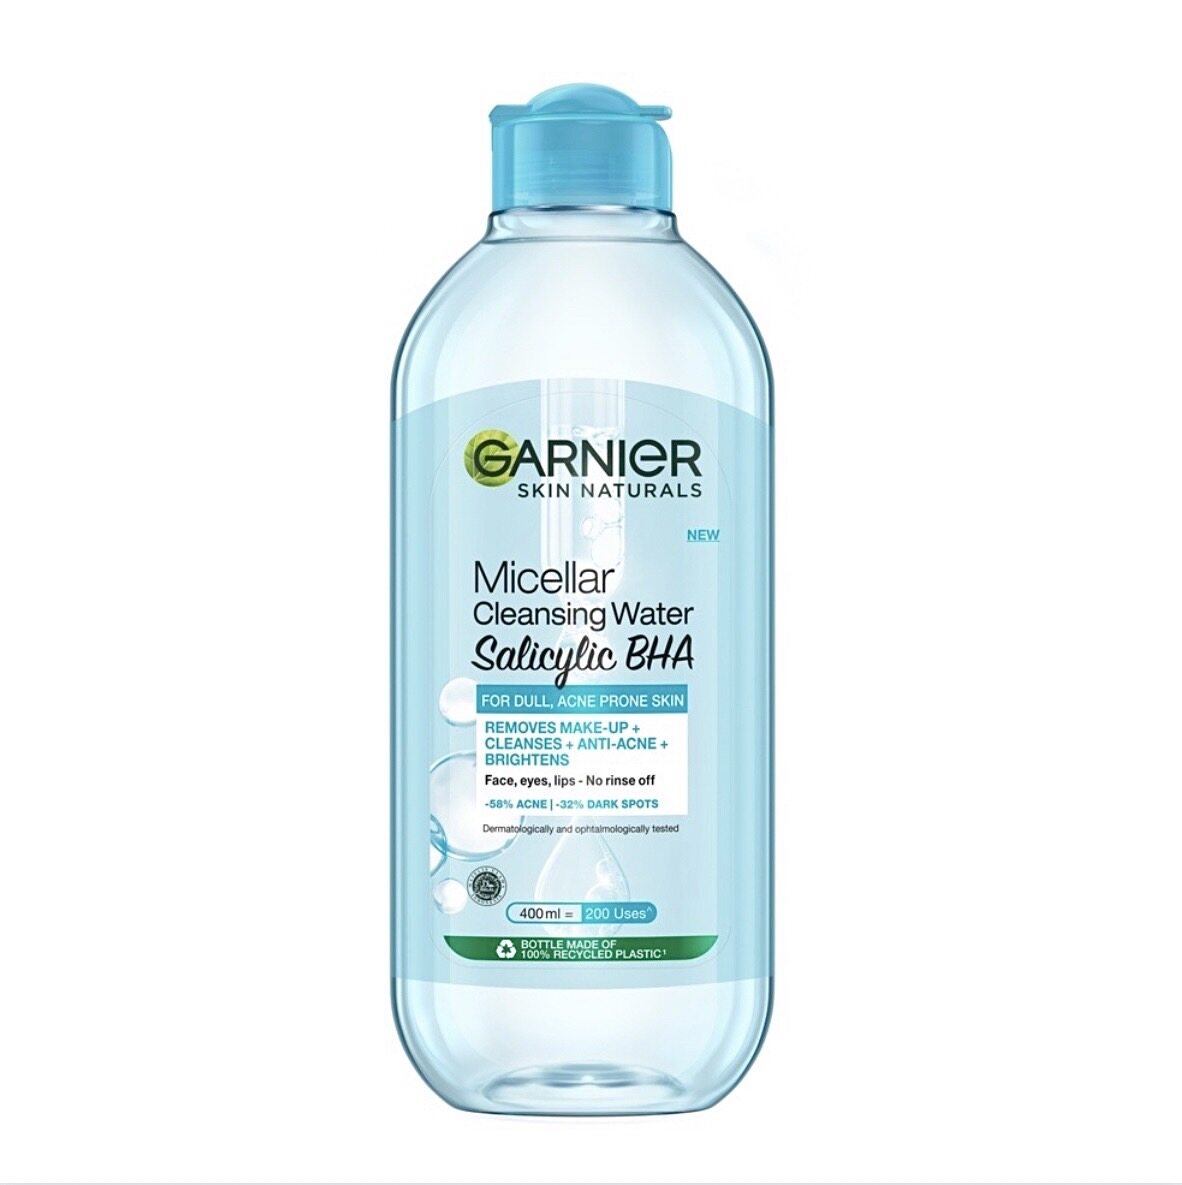 GARNIER
SKIN NATURALS
NEW
Micellar
Cleansing Water
Salicylic BHA
FOR DULL, ACNE PRONE SKIN
REMOVES MAKE-UP +
CLEANSES + ANTI-ACNE +
BRIGHTENS
Face, eyes, lips - No rinse off
-58% ACNE | -32% DARK SPOTS
Dermatologically and ophtalmologically tested
400ml = 200 Uses^
BOTTLE MADE OF
100% RECYCLED PLASTIC¹